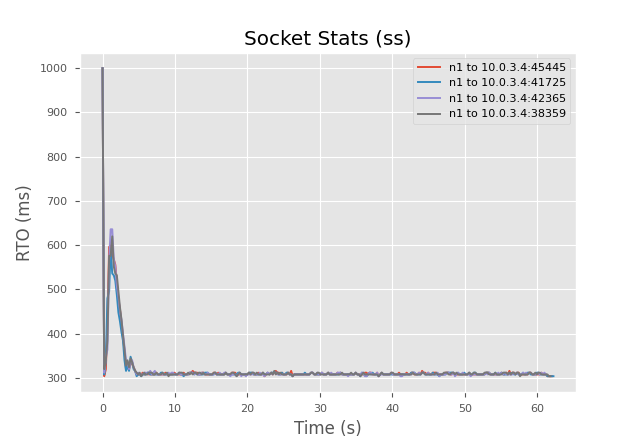 Socket Stats (ss)
n1 to 10.0.3.4:45445
n1 to 10.0.3.4:41725
n1 to 10.0.3.4:42365
n1 to 10.0.3.4:38359
1000
900
800
700
600
500
400
300
RTO (ms)
0 10 20 30 40 50 60
Time (s)